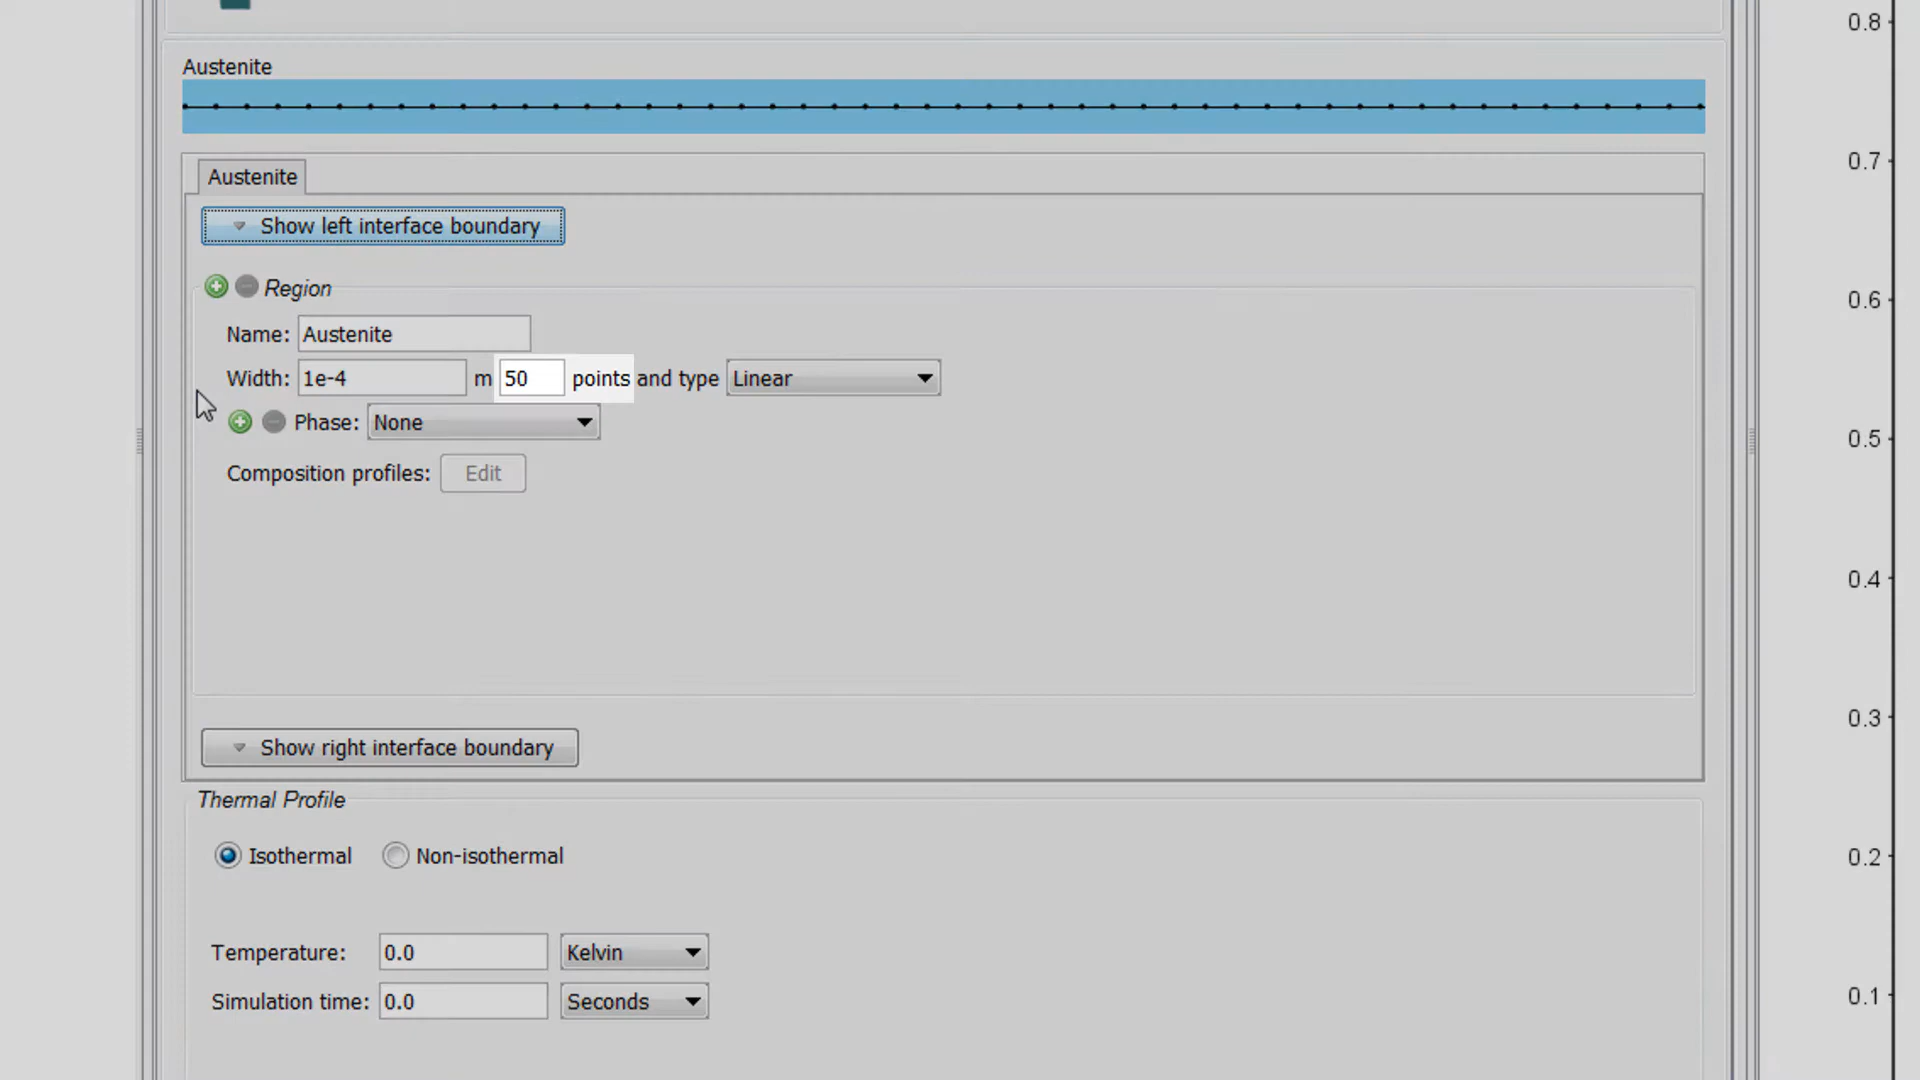 Austenite
Austenite
Show left interface boundary
Region
Name: Austenite
Width: 1e-4 m 50 points and type Linear
Phase: None
Composition profiles: Edit
Show right interface boundary
Thermal Profile
Isothermal Non-isothermal
Temperature: 0.0 Kelvin
Simulation time: 0.0 Seconds
0.8
0.7
0.6
0.5
0.4
0.3
0.2
0.1